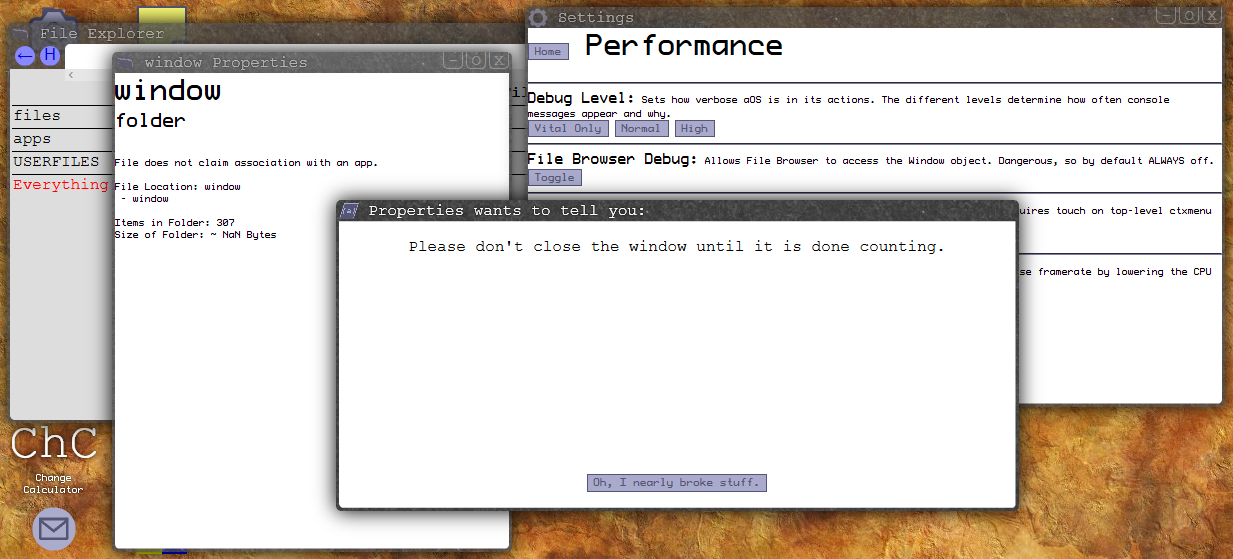 File Explorer
←
H
‹
files
apps
USERFILES
Everything
window Properties
- o x
window
folder
File does not claim association with an app.
File Location: window
- window
Items in Folder: 307
Size of Folder: ~ NaN Bytes
Settings
- o x
Home
Performance
Debug Level: Sets how verbose aOS is in its actions. The different levels determine how often console
messages appear and why.
Vital Only Normal High
File Browser Debug: Allows File Browser to access the Window object. Dangerous, so by default ALWAYS off.
Toggle
touch on top-level ctxmenu
framerate by lowering the CPU
Properties wants to tell you:
Please don't close the window until it is done counting.
Oh, I nearly broke stuff.
ChC
Change
Calculator